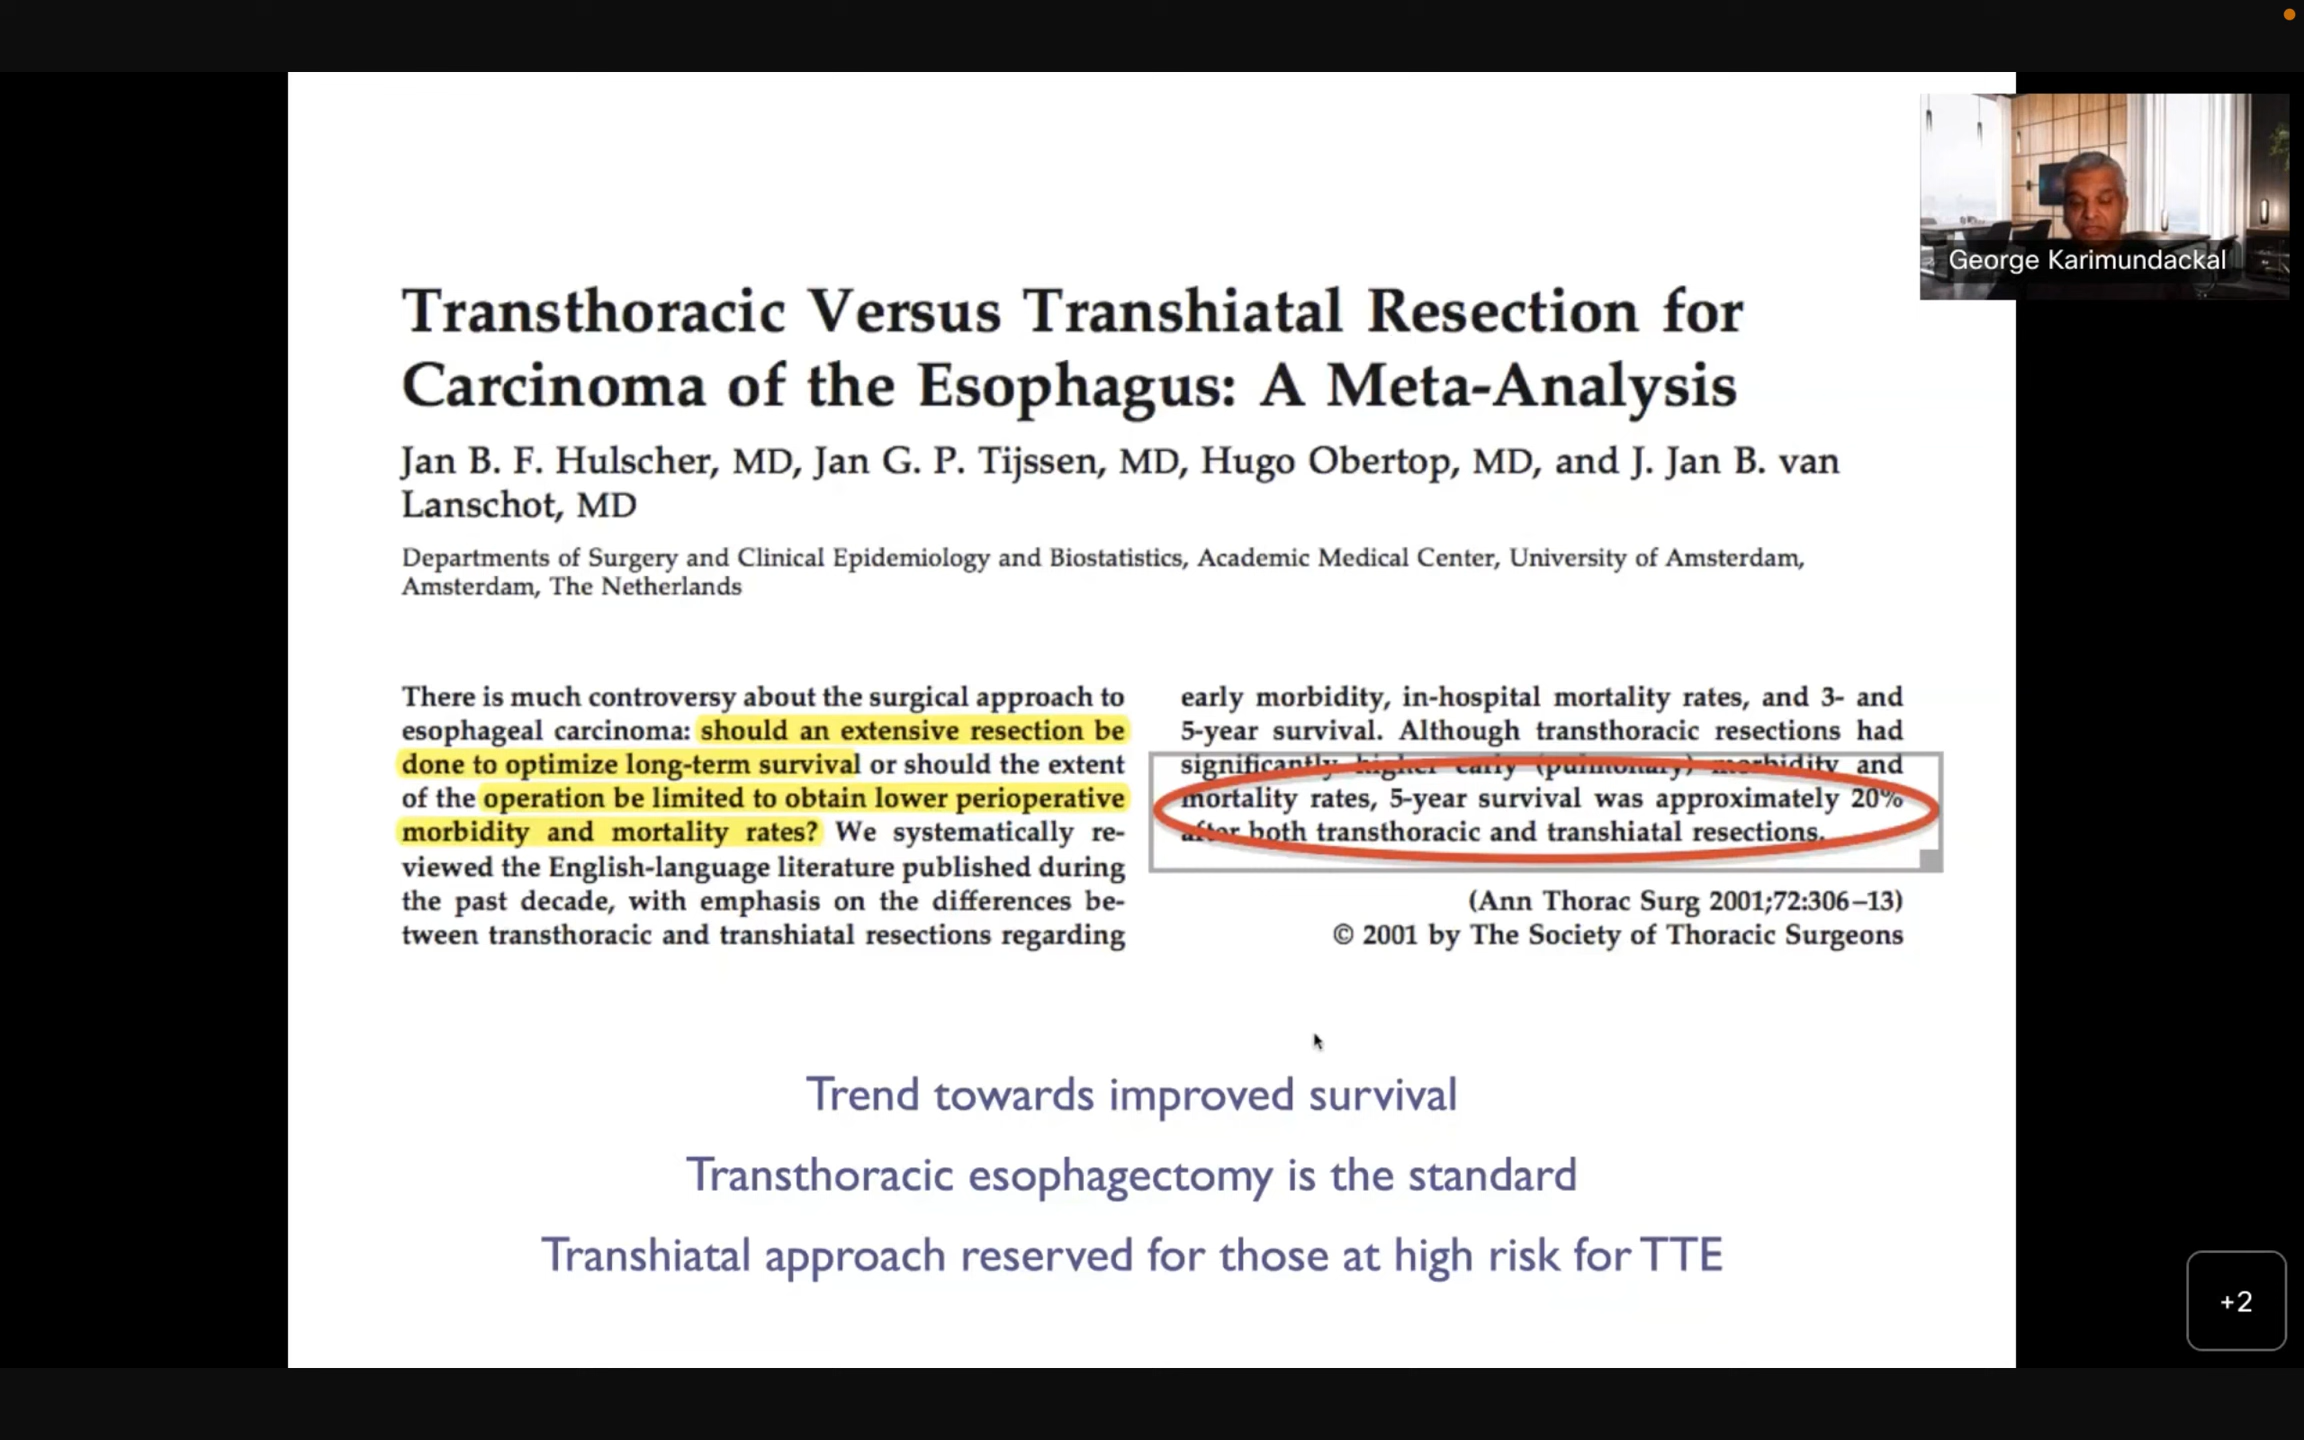 George Karimundackal
Transthoracic Versus Transhiatal Resection for
Carcinoma of the Esophagus: A Meta-Analysis
Jan B. F. Hulscher, MD, Jan G. P. Tijssen, MD, Hugo Obertop, MD, and J. Jan B. van
Lanschot, MD
Departments of Surgery and Clinical Epidemiology and Biostatistics, Academic Medical Center, University of Amsterdam,
Amsterdam, The Netherlands
There is much controversy about the surgical approach to
esophageal carcinoma: should an extensive resection be
done to optimize long-term survival or should the extent
of the operation be limited to obtain lower perioperative
morbidity and mortality rates? We systematically re-
viewed the English-language literature published during
the past decade, with emphasis on the differences be-
tween transthoracic and transhiatal resections regarding
early morbidity, in-hospital mortality rates, and 3- and
5-year survival. Although transthoracic resections had
significantly higher early (pulmonary) morbidity and
mortality rates, 5-year survival was approximately 20%
after both transthoracic and transhiatal resections.
(Ann Thorac Surg 2001;72:306–13)
© 2001 by The Society of Thoracic Surgeons
Trend towards improved survival
Transthoracic esophagectomy is the standard
Transhiatal approach reserved for those at high risk for TTE
+2